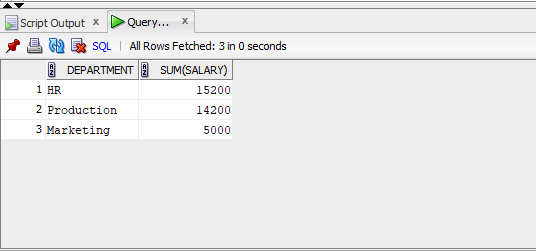 Script Output x Query... x
SQL | All Rows Fetched: 3 in 0 seconds
DEPARTMENT SUM(SALARY)
1 HR 15200
2 Production 14200
3 Marketing 5000